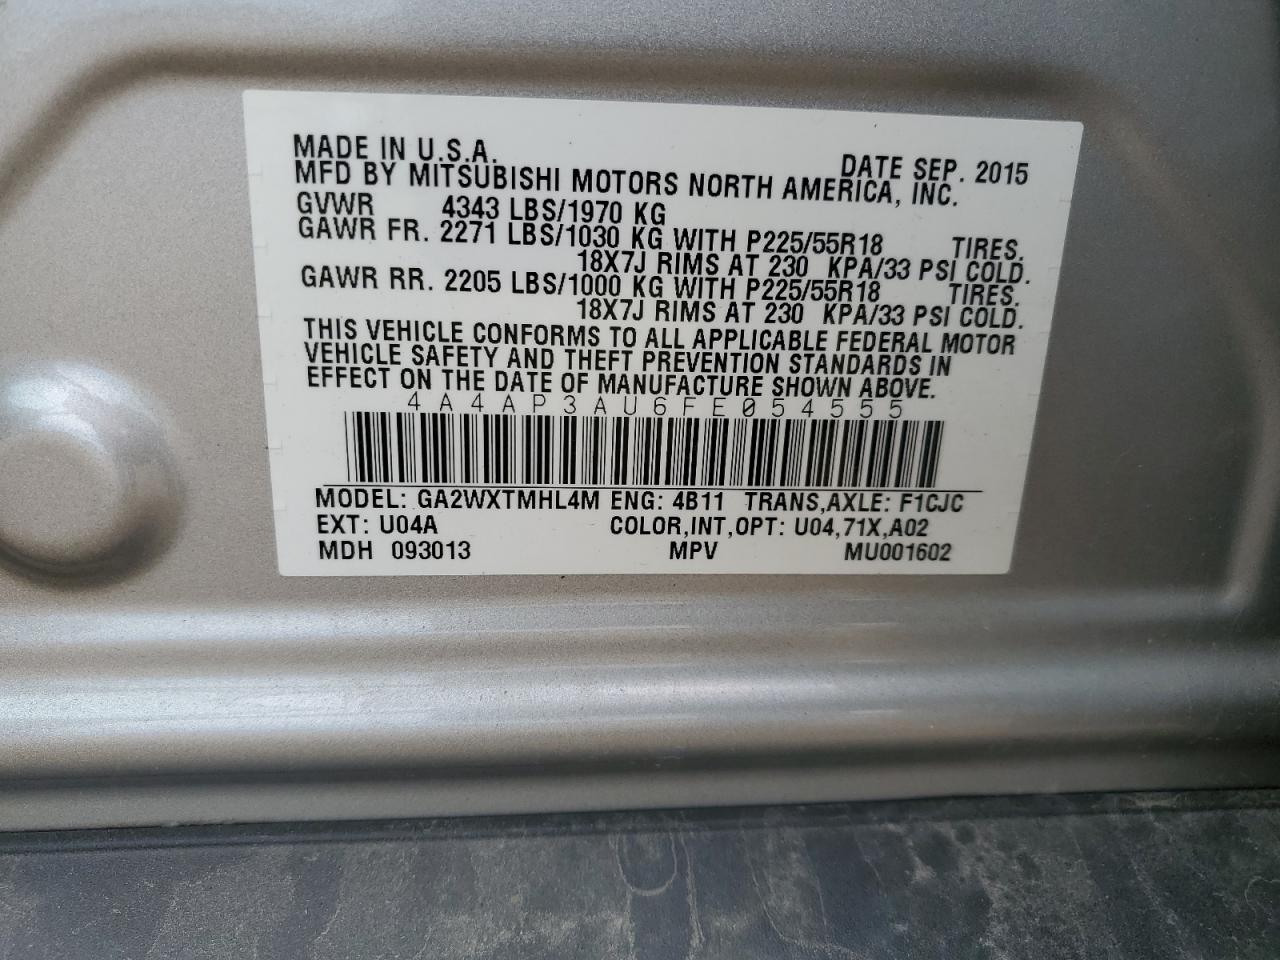 MADE IN U.S.A. DATE SEP. 2015
MFD BY MITSUBISHI MOTORS NORTH AMERICA, INC.
GVWR 4343 LBS/1970 KG
GAWR FR. 2271 LBS/1030 KG WITH P225/55R18 TIRES.
18X7J RIMS AT 230 KPA/33 PSI COLD.
GAWR RR. 2205 LBS/1000 KG WITH P225/55R18 TIRES.
18X7J RIMS AT 230 KPA/33 PSI COLD.
THIS VEHICLE CONFORMS TO ALL APPLICABLE FEDERAL MOTOR
VEHICLE SAFETY AND THEFT PREVENTION STANDARDS IN
EFFECT ON THE DATE OF MANUFACTURE SHOWN ABOVE.
4A4AP3AU6FE054555
MODEL: GA2WXTMHL4M ENG: 4B11 TRANS,AXLE: F1CJC
EXT: U04A COLOR,INT,OPT: U04,71X,A02
MDH 093013 MPV MU001602